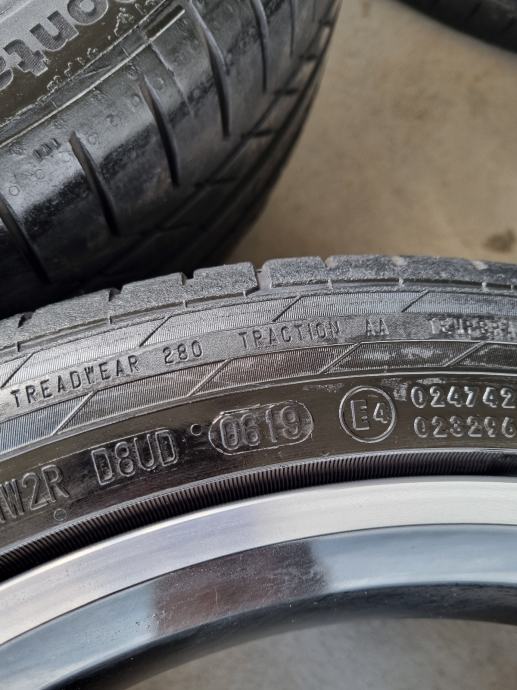 TREADWEAR 280 TRACTION AA
W2R D8UD 0619 E4 024742
023296